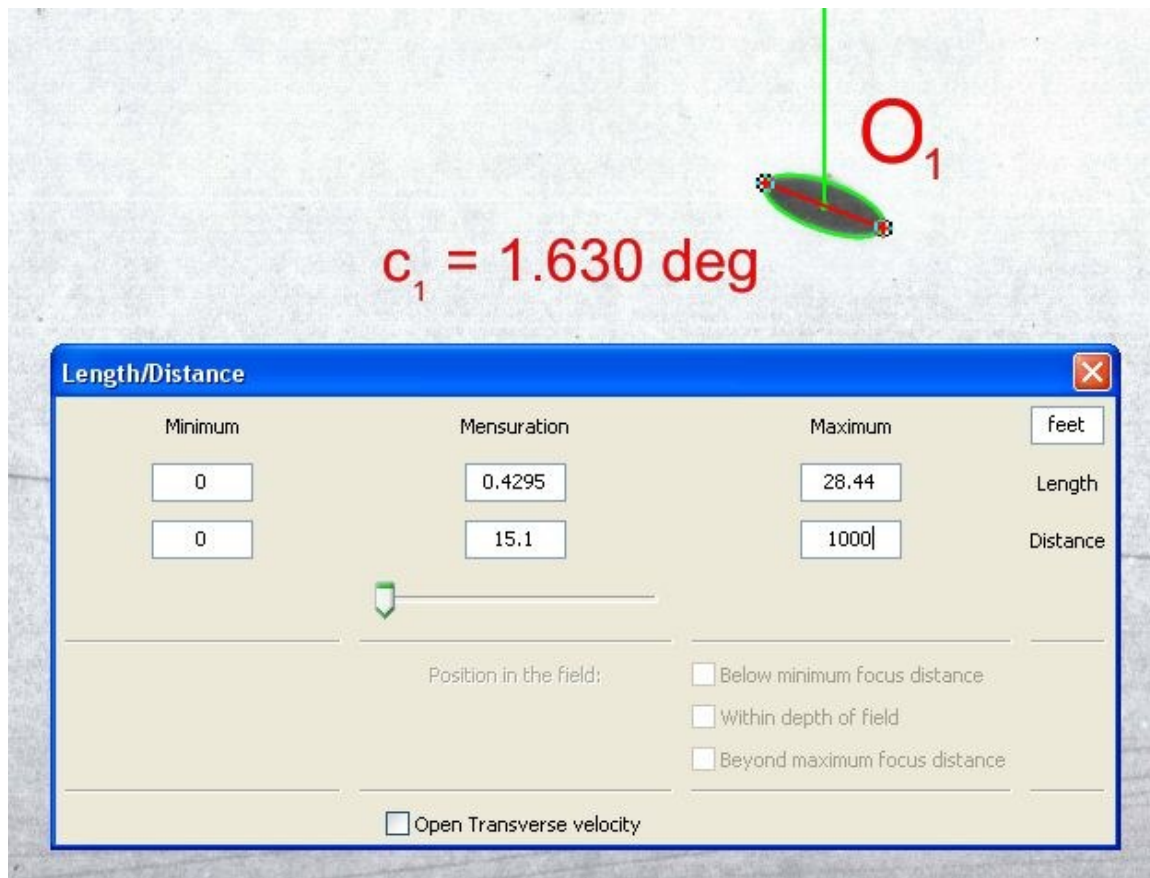 O₁
c₁ = 1.630 deg
Length/Distance
Minimum Mensuration Maximum feet
0 0.4295 28.44 Length
0 15.1 1000 Distance
Position in the field: Below minimum focus distance
Within depth of field
Beyond maximum focus distance
Open Transverse velocity